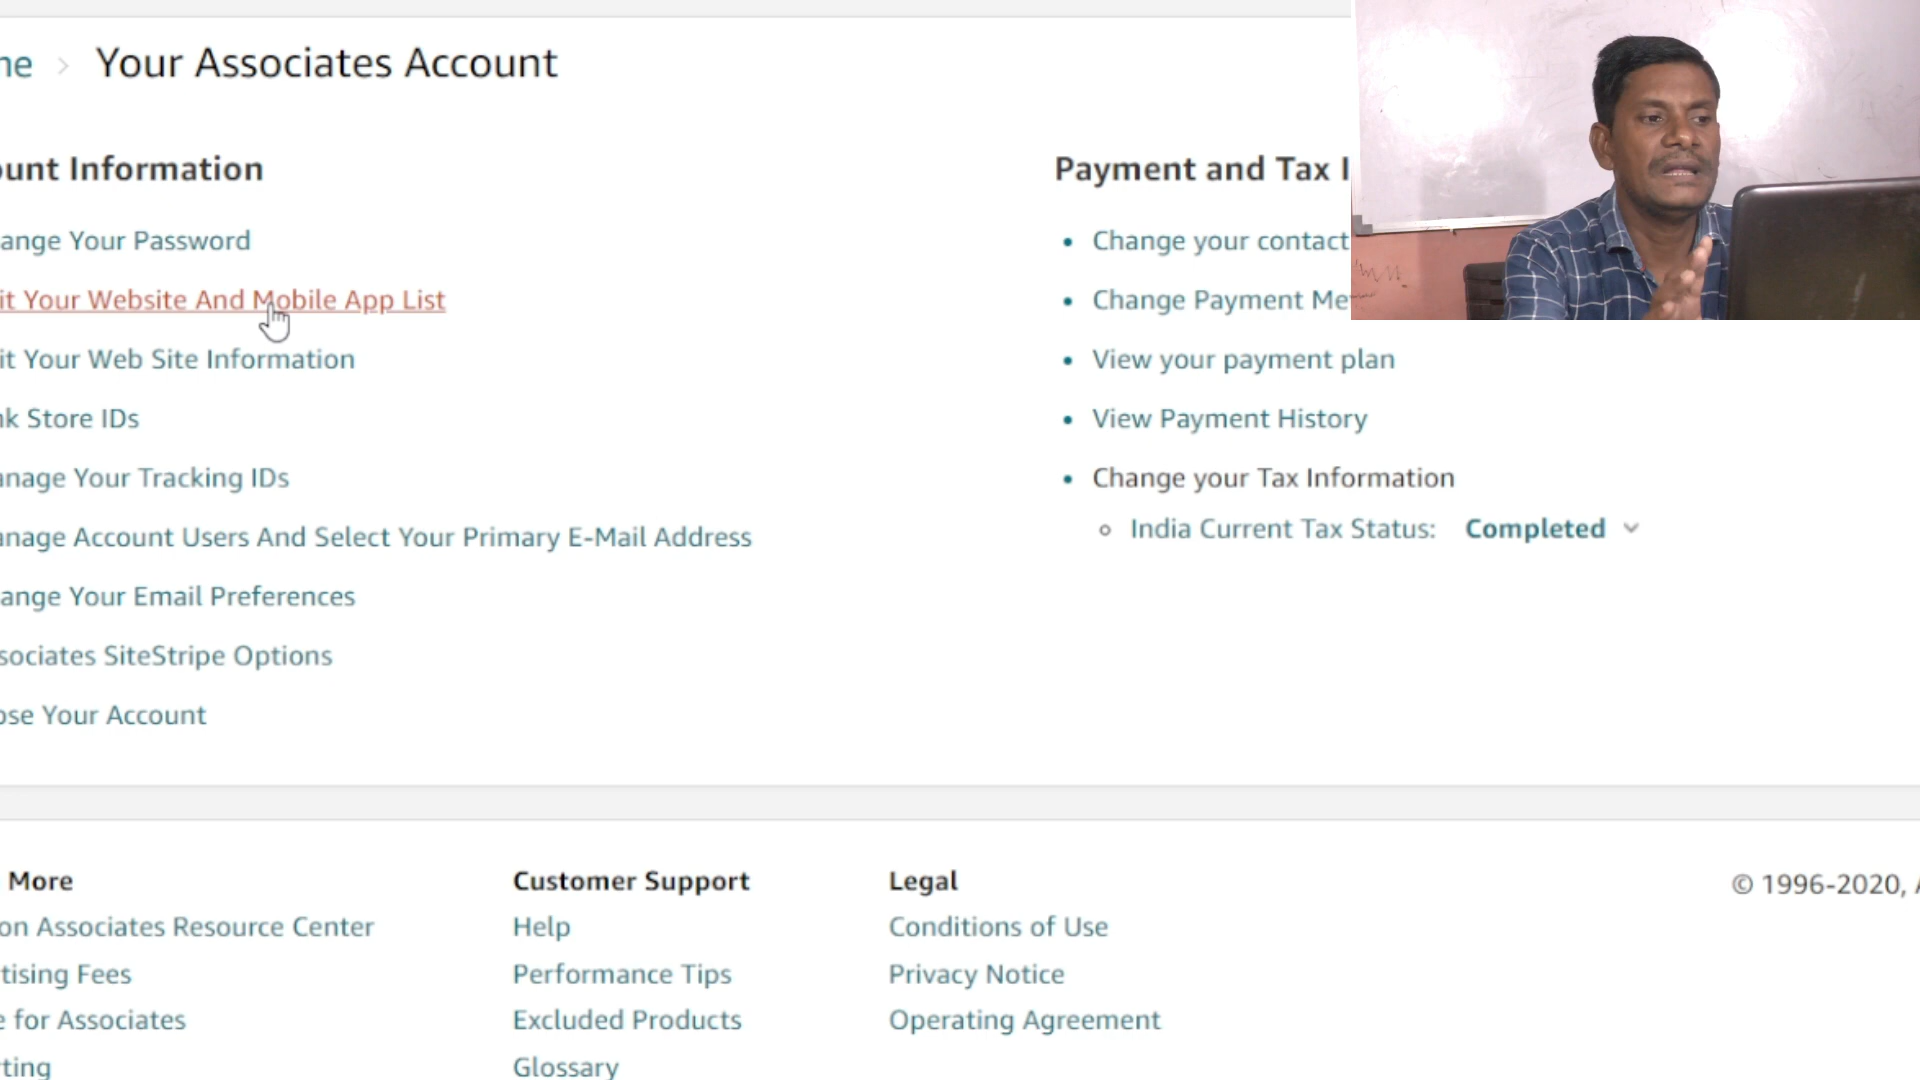 ne > Your Associates Account
ount Information
ange Your Password
it Your Website And Mobile App List
it Your Web Site Information
nk Store IDs
anage Your Tracking IDs
anage Account Users And Select Your Primary E-Mail Address
ange Your Email Preferences
sociates SiteStripe Options
ose Your Account
Payment and Tax I
Change your contact
Change Payment Me
View your payment plan
View Payment History
Change your Tax Information
India Current Tax Status: Completed
More
on Associates Resource Center
tising Fees
e for Associates
rting
Customer Support
Help
Performance Tips
Excluded Products
Glossary
Legal
Conditions of Use
Privacy Notice
Operating Agreement
© 1996-2020, A